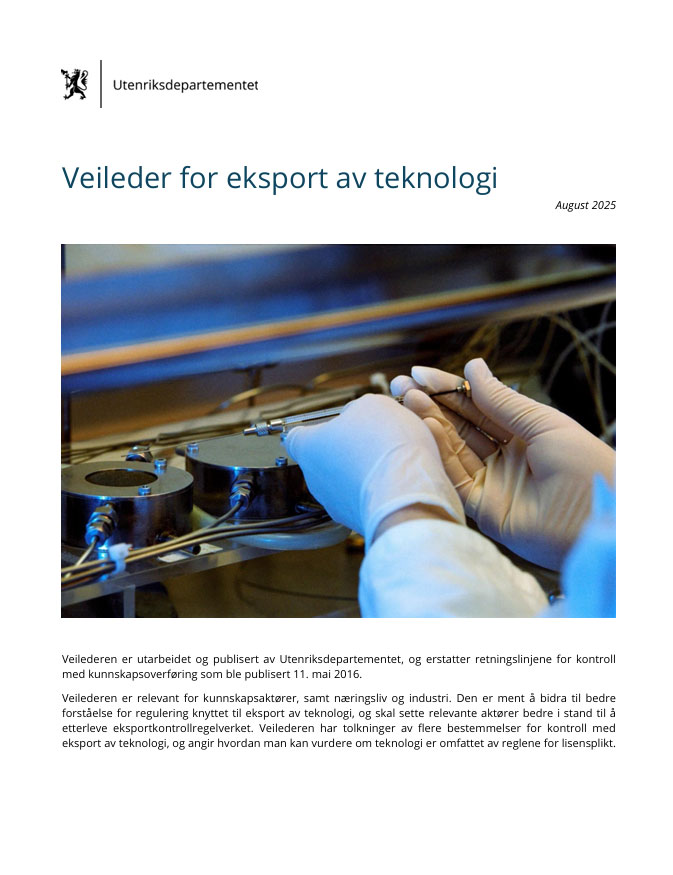 Utenriksdepartementet
Veileder for eksport av teknologi
August 2025
Veilederen er utarbeidet og publisert av Utenriksdepartementet, og erstatter retningslinjene for kontroll
med kunnskapsoverføring som ble publisert 11. mai 2016.
Veilederen er relevant for kunnskapsaktører, samt næringsliv og industri. Den er ment å bidra til bedre
forståelse for regulering knyttet til eksport av teknologi, og skal sette relevante aktører bedre i stand til å
etterleve eksportkontrollregelverket. Veilederen har tolkninger av flere bestemmelser for kontroll med
eksport av teknologi, og angir hvordan man kan vurdere om teknologi er omfattet av reglene for lisensplikt.